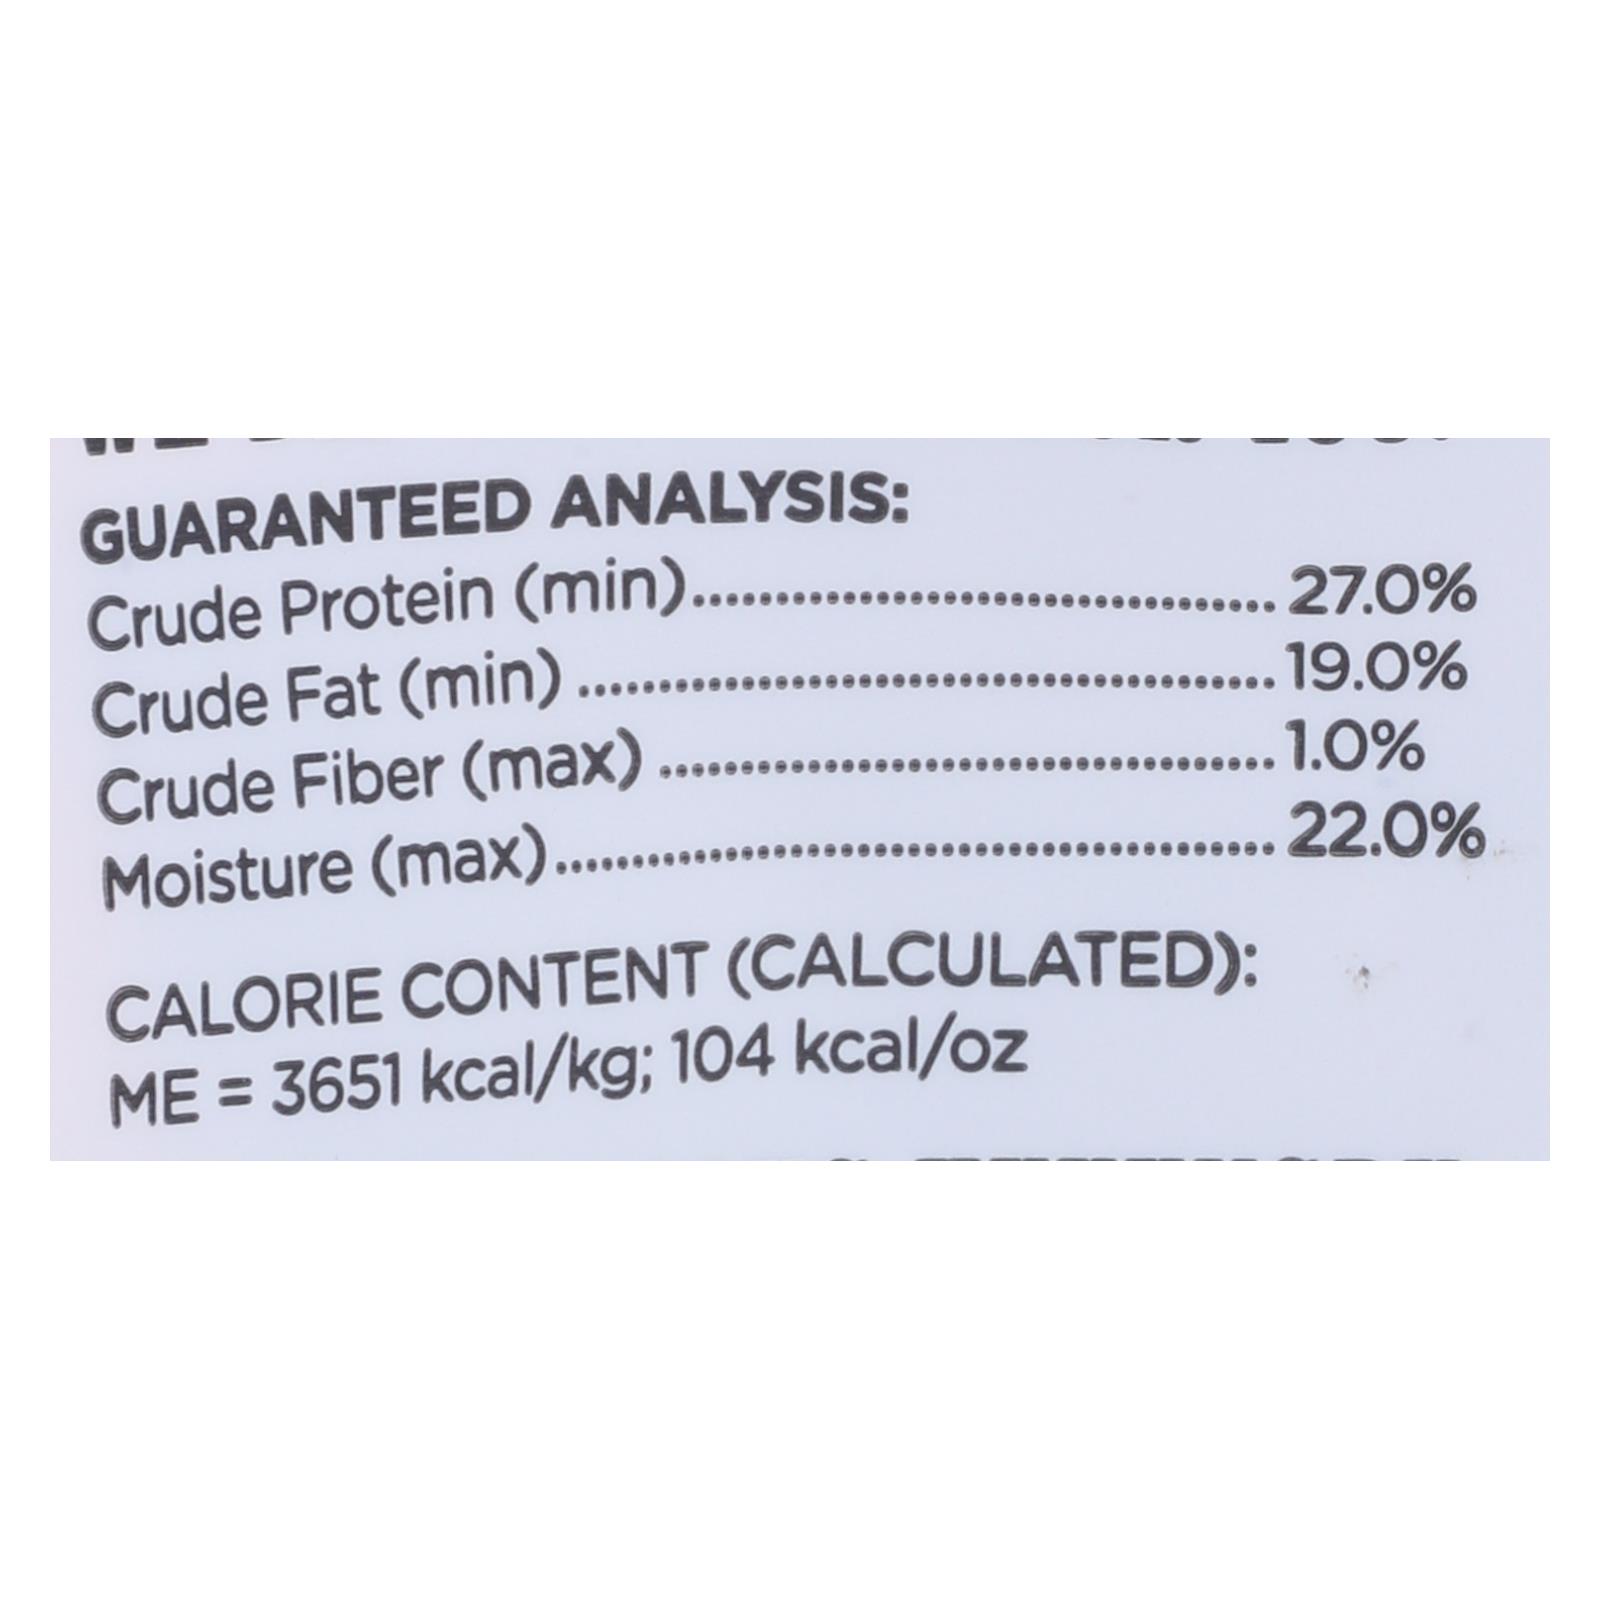 GUARANTEED ANALYSIS:
Crude Protein (min)........................................ 27.0%
Crude Fat (min) ............................................. 19.0%
Crude Fiber (max) ........................................ 1.0%
Moisture (max)............................................. 22.0%
CALORIE CONTENT (CALCULATED):
ME = 3651 kcal/kg; 104 kcal/oz